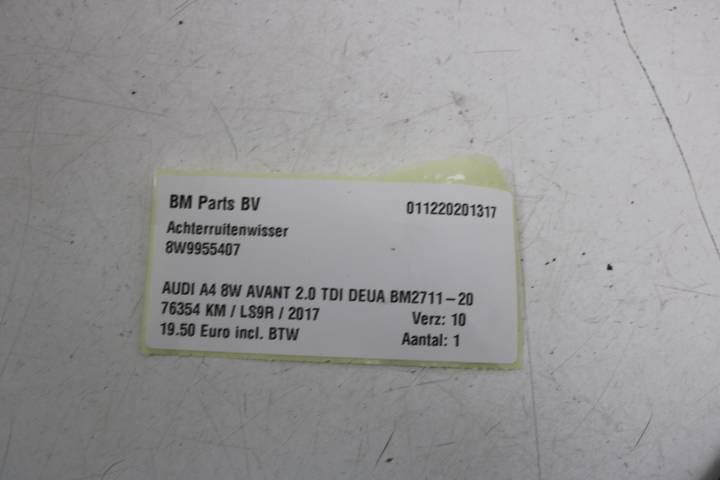 BM Parts BV 011220201317
Achterruitenwisser
8W9955407
AUDI A4 8W AVANT 2.0 TDI DEUA BM2711-20
76354 KM / LS9R / 2017 Verz: 10
19.50 Euro incl. BTW Aantal: 1